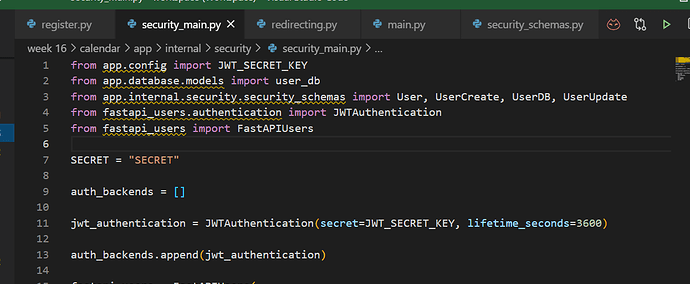 register.py security_main.py redirecting.py main.py security_schemas.py
week 16 > calendar > app > internal > security > security_main.py > ...
1 from app.config import JWT_SECRET_KEY
2 from app.database.models import user_db
3 from app.internal.security.security_schemas import User, UserCreate, UserDB, UserUpdate
4 from fastapi_users.authentication import JWTAuthentication
5 from fastapi_users import FastAPIUsers
6
7 SECRET = "SECRET"
8
9 auth_backends = []
10
11 jwt_authentication = JWTAuthentication(secret=JWT_SECRET_KEY, lifetime_seconds=3600)
12
13 auth_backends.append(jwt_authentication)
14